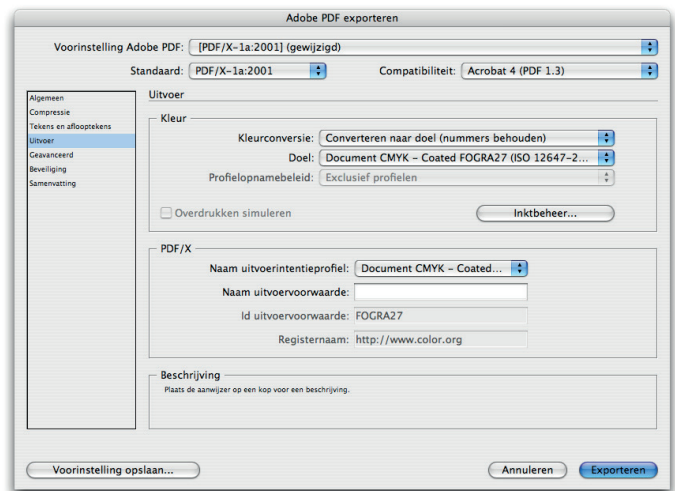 Adobe PDF exporteren
Voorinstelling Adobe PDF: [PDF/X-1a:2001] (gewijzigd)
Standaard: PDF/X-1a:2001 Compatibiliteit: Acrobat 4 (PDF 1.3)
Algemeen
Compressie
Tekens en aflooptekens
Uitvoer
Geavanceerd
Beveiliging
Samenvatting
Uitvoer
Kleur
Kleurconversie: Converteren naar doel (nummers behouden)
Doel: Document CMYK - Coated FOGRA27 (ISO 12647-2...
Profielopnamebeleid: Exclusief profielen
Overdrukken simuleren Inktbeheer...
PDF/X
Naam uitvoerintentieprofiel: Document CMYK - Coated...
Naam uitvoervoorwaarde:
Id uitvoervoorwaarde: FOGRA27
Registernaam: http://www.color.org
Beschrijving
Plaats de aanwijzer op een kop voor een beschrijving.
Voorinstelling opslaan... Annuleren Exporteren